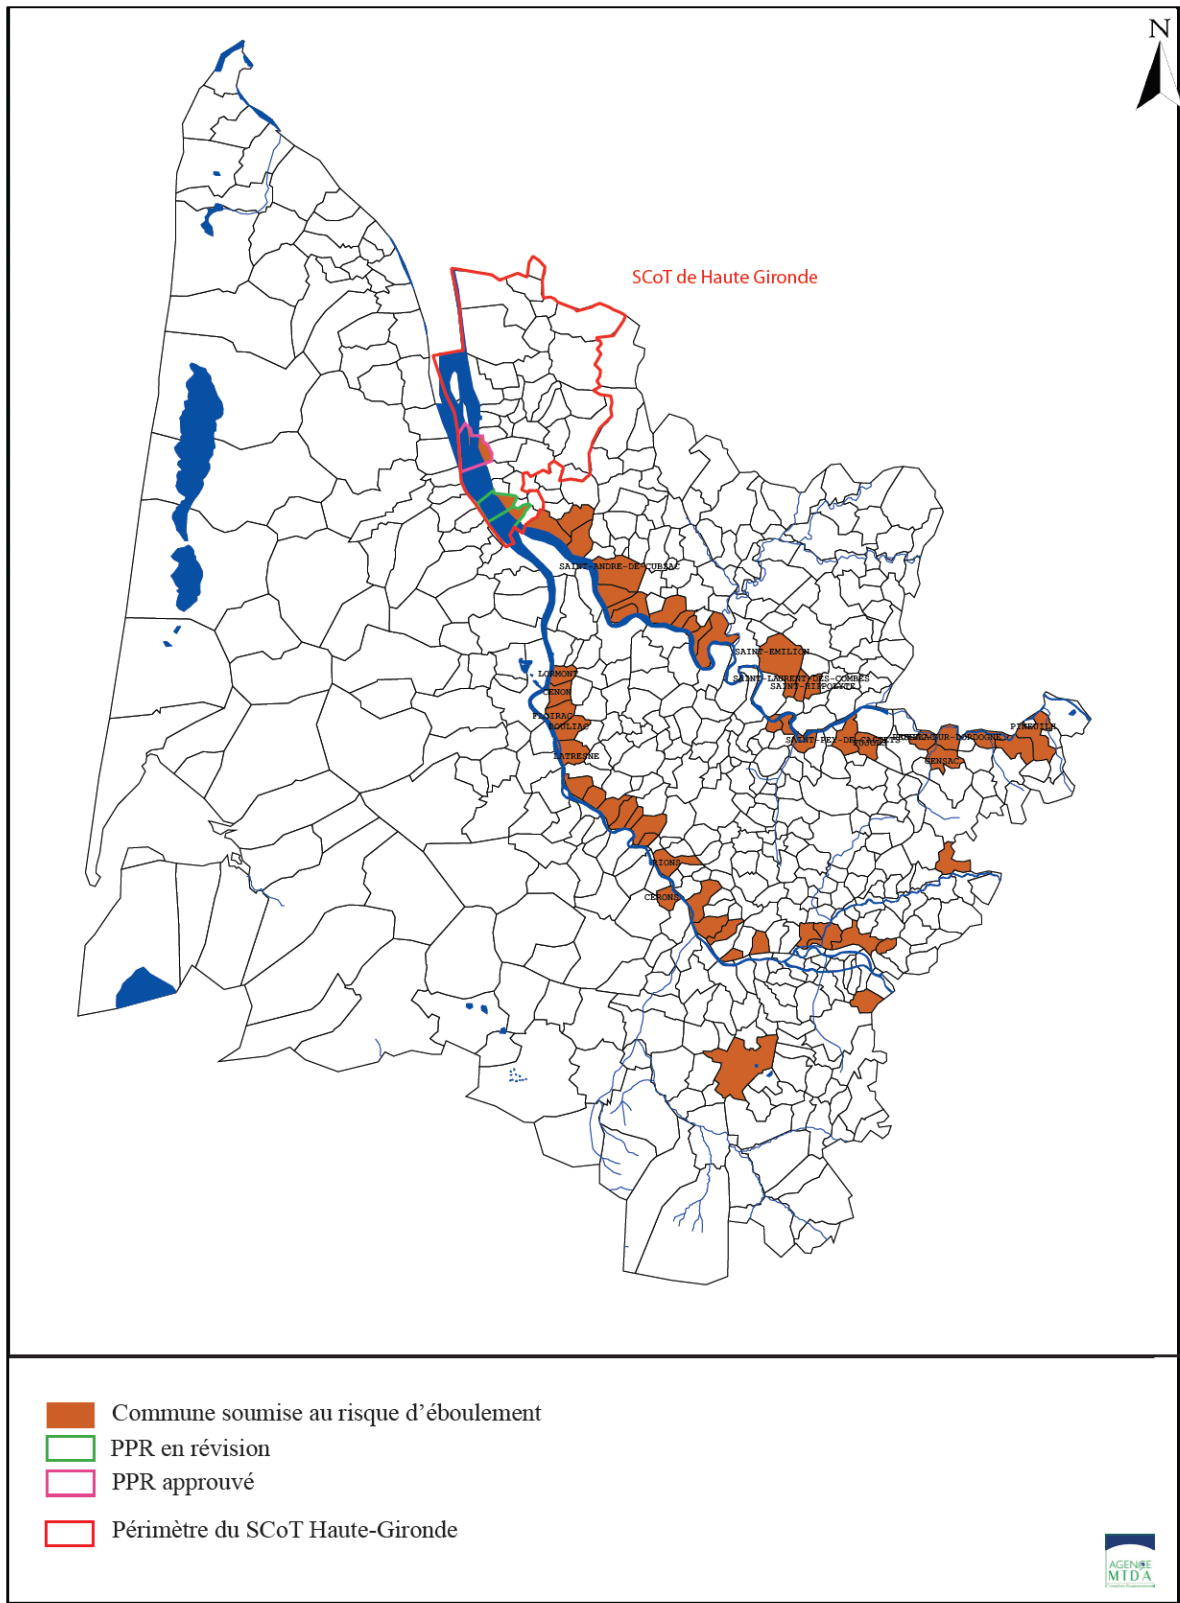 N
SCoT de Haute Gironde
SAINT-ANDRE-DE-CUBZAC
SAINT-EMILION
SAINT-LAURENT-DES-COMBES
SAINT-HIPPOLYTE
LORMONT
CENON
FLOIRAC
BOULIAC
LATRESNE
PINEUILH
SAINT-PEY-DE-CASTETS
GENSAC
RIONS
CERONS
Commune soumise au risque d’éboulement
PPR en révision
PPR approuvé
Périmètre du SCoT Haute-Gironde
AGENCE
MTDA